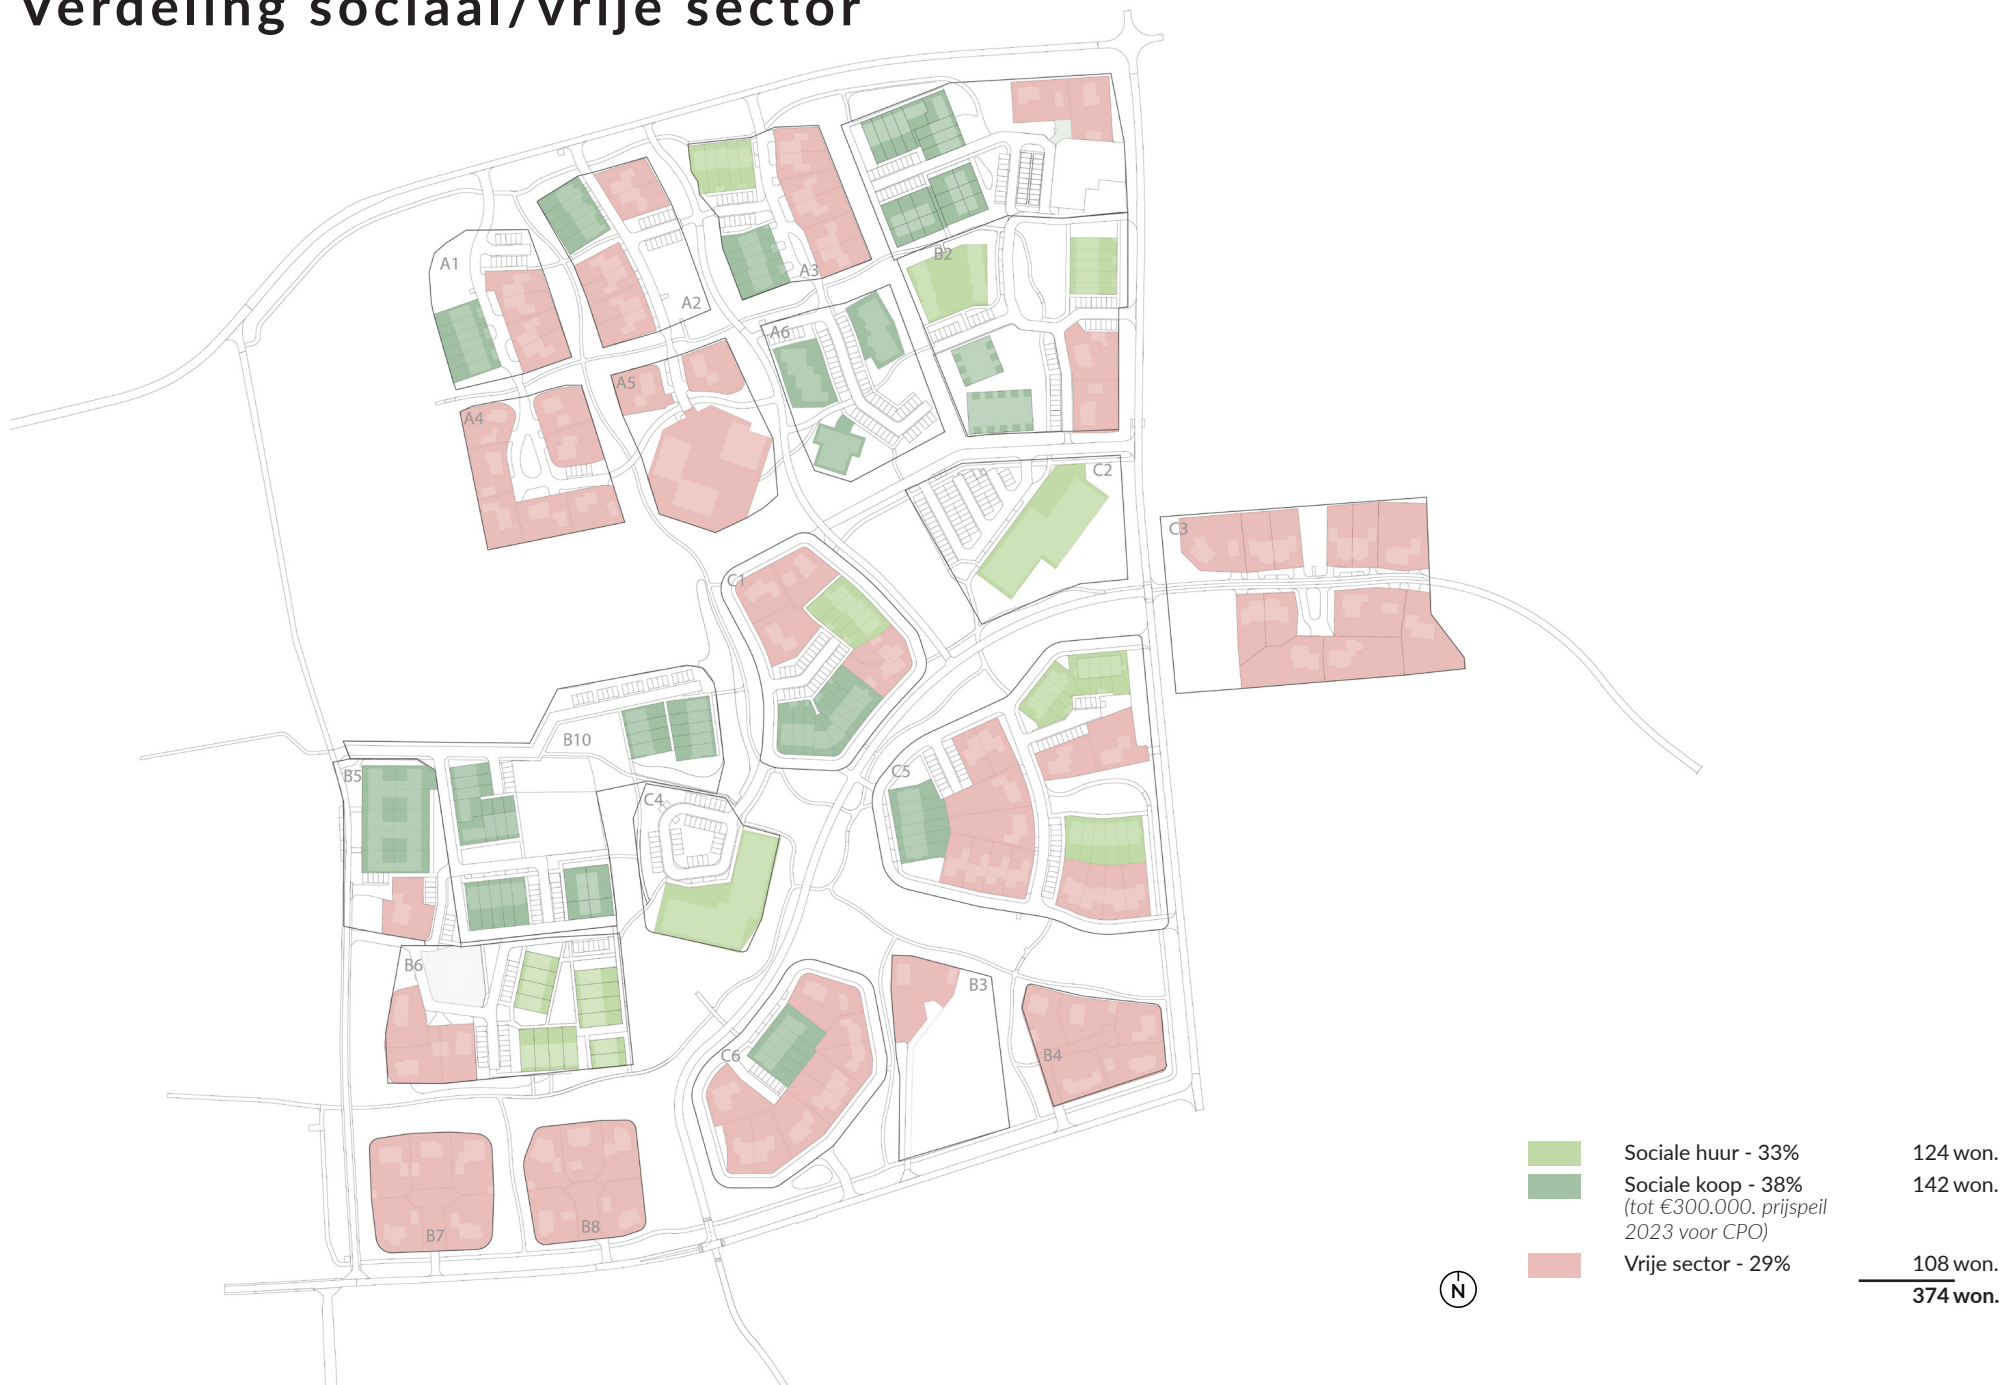 Verdeling sociaal/vrije sector
A1
A2
A3
B2
A6
A5
A4
C2
C3
C1
B10
B5
C5
C4
B6
B3
C6
B4
B7
B8
Sociale huur - 33% 124 won.
Sociale koop - 38% 142 won.
(tot €300.000. prijspeil
2023 voor CPO)
Vrije sector - 29% 108 won.
374 won.
N